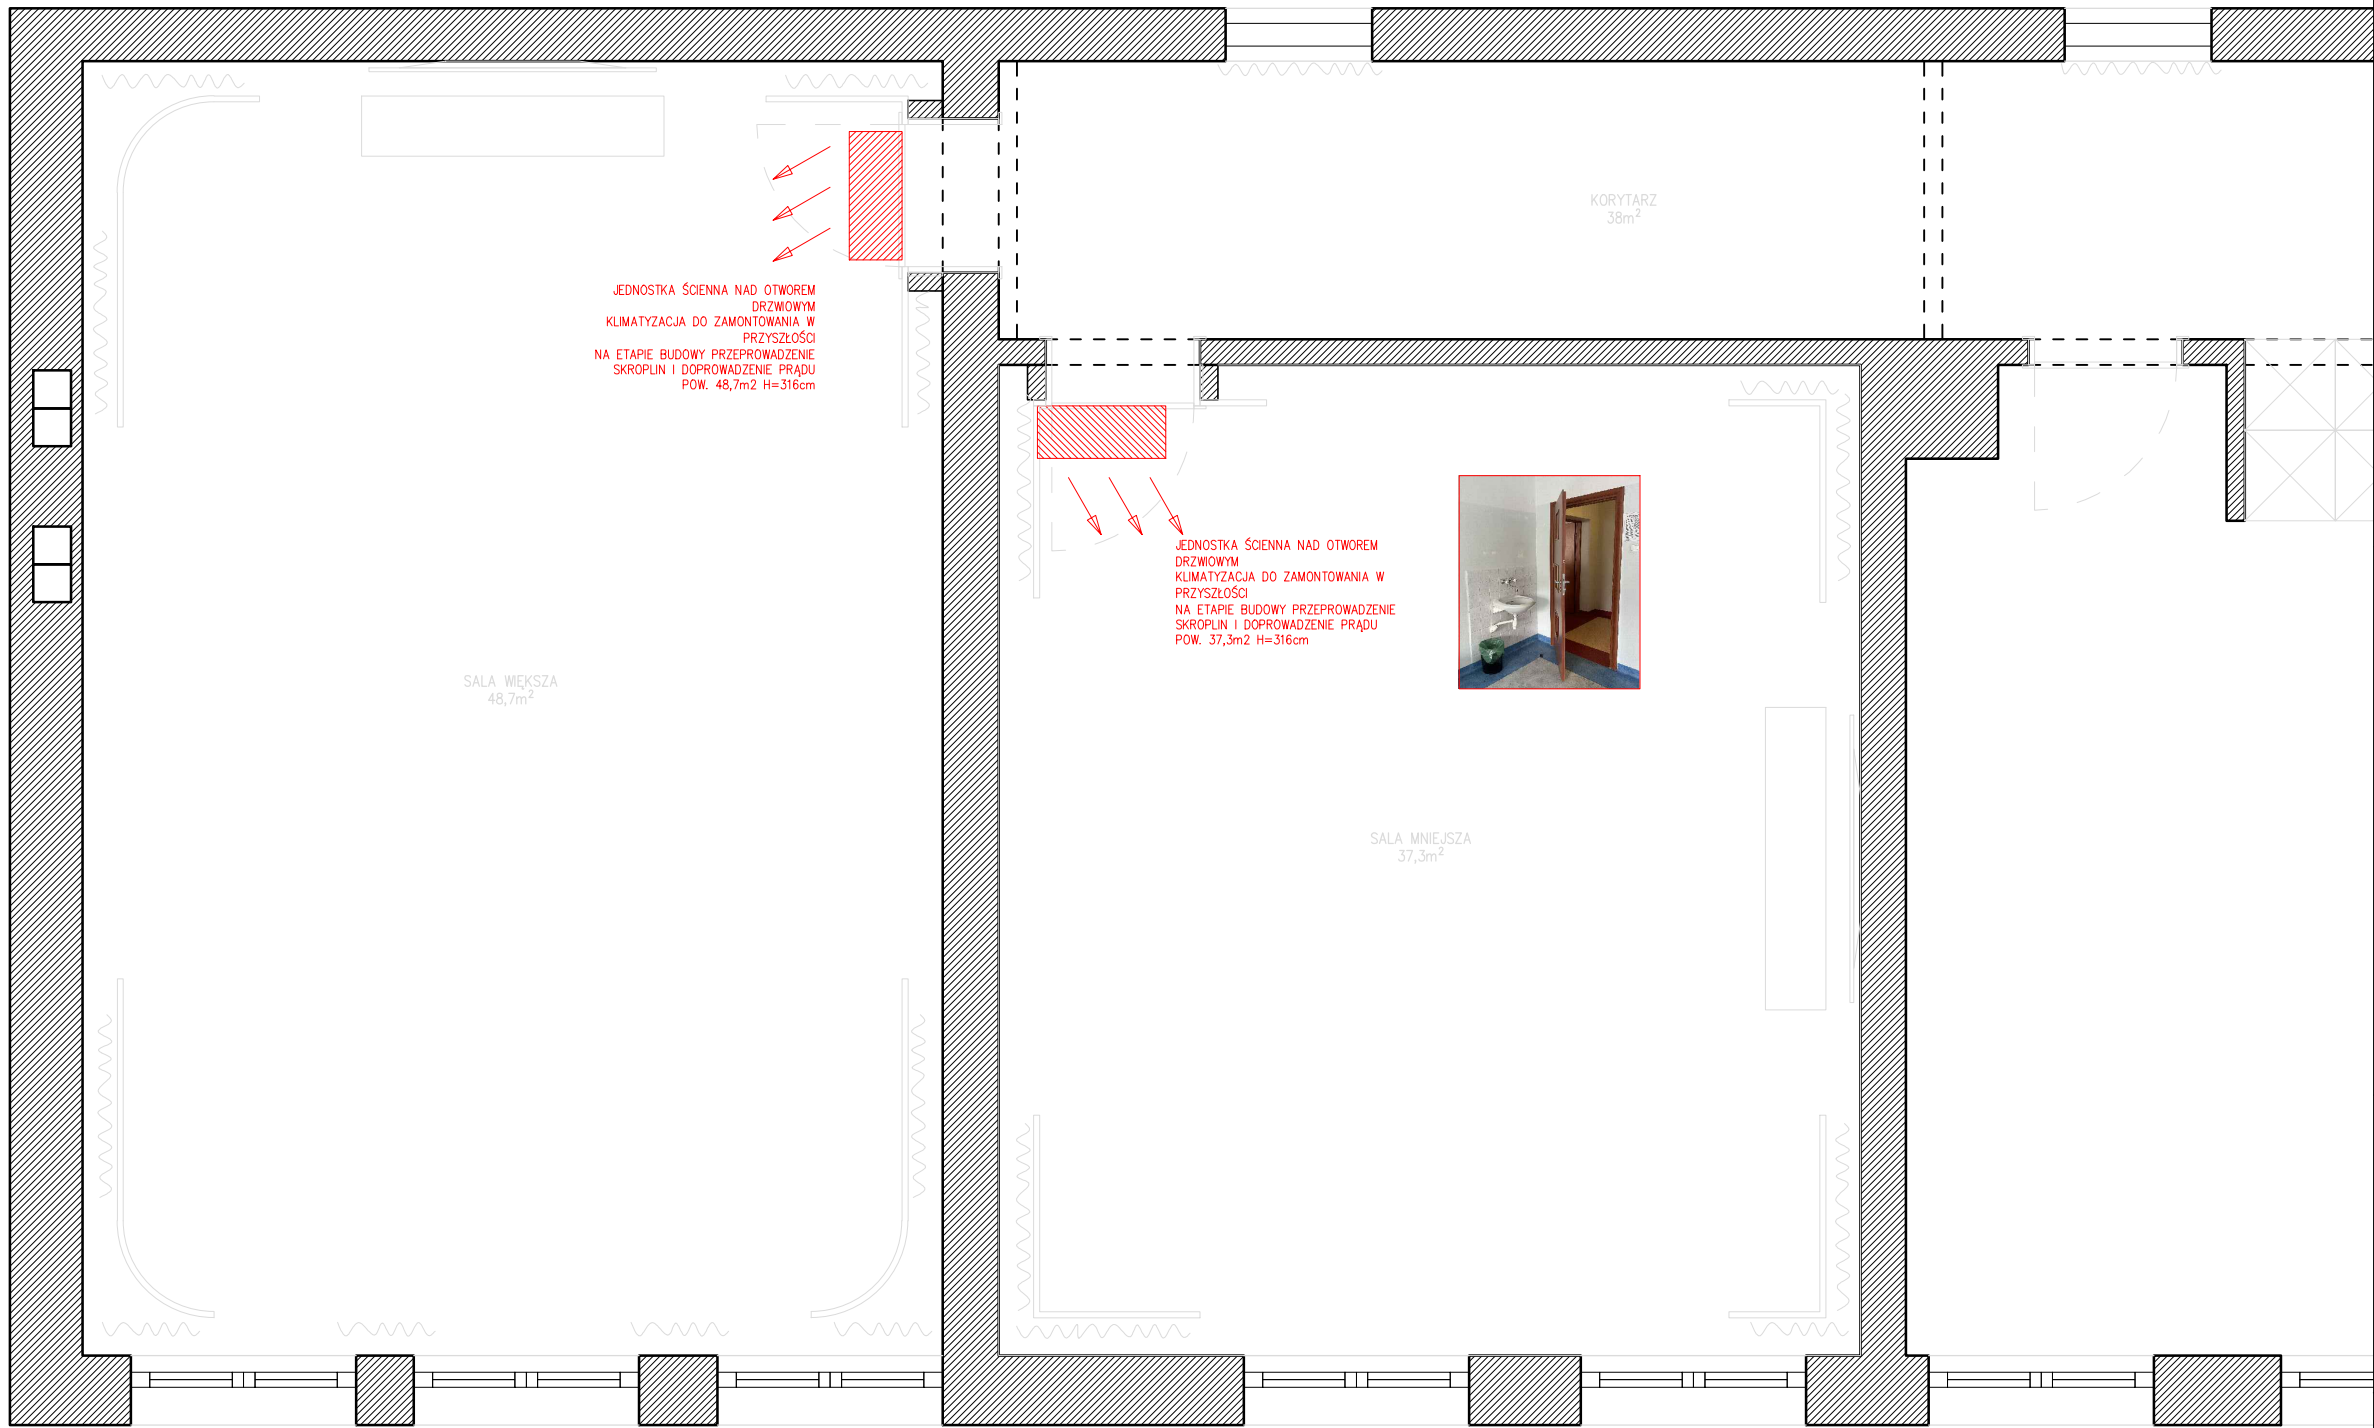 KORYTARZ
38m²
JEDNOSTKA ŚCIENNA NAD OTWOREM
DRZWIOWYM
KLIMATYZACJA DO ZAMONTOWANIA W
PRZYSZŁOŚCI
NA ETAPIE BUDOWY PRZEPROWADZENIE
SKROPLIN I DOPROWADZENIE PRĄDU
POW. 48,7m2 H=316cm
JEDNOSTKA ŚCIENNA NAD OTWOREM
DRZWIOWYM
KLIMATYZACJA DO ZAMONTOWANIA W
PRZYSZŁOŚCI
NA ETAPIE BUDOWY PRZEPROWADZENIE
SKROPLIN I DOPROWADZENIE PRĄDU
POW. 37,3m2 H=316cm
SALA WIĘKSZA
48,7m²
SALA MNIEJSZA
37,3m²